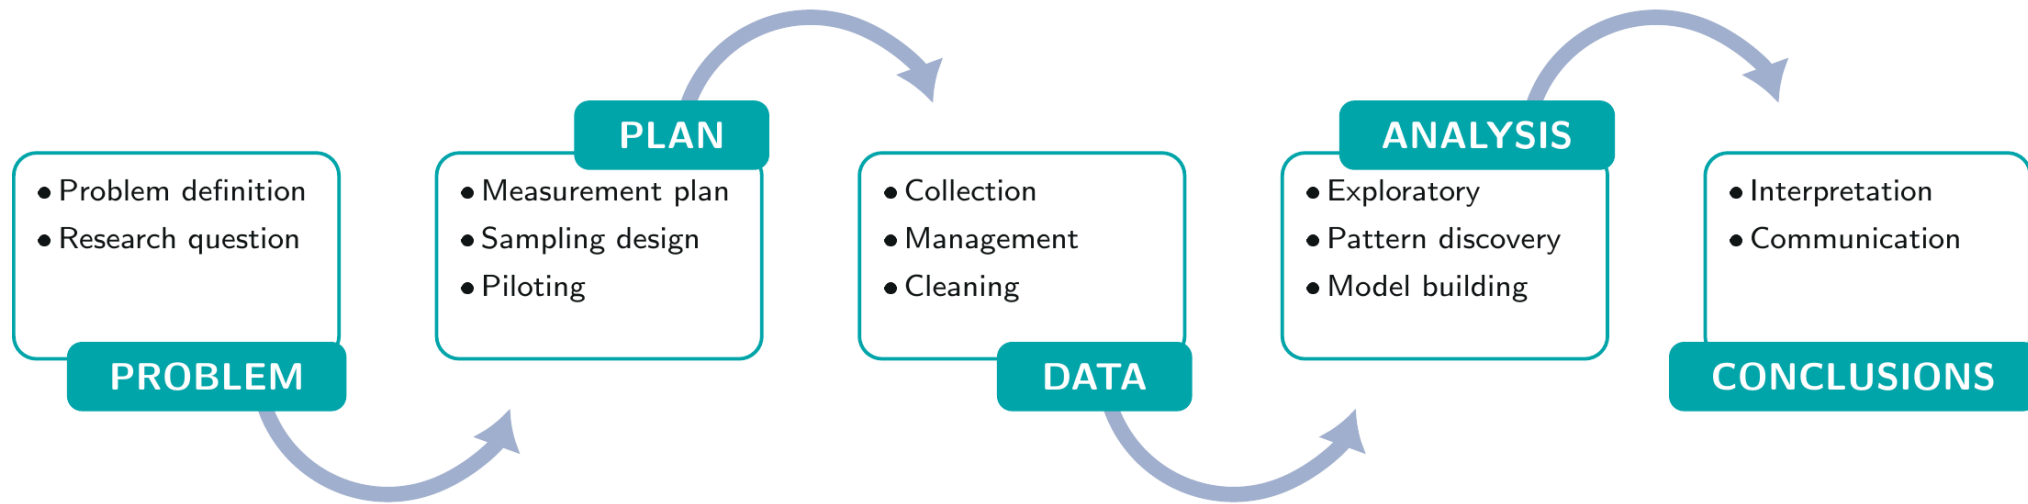 PROBLEM
• Problem definition
• Research question
PLAN
• Measurement plan
• Sampling design
• Piloting
DATA
• Collection
• Management
• Cleaning
ANALYSIS
• Exploratory
• Pattern discovery
• Model building
CONCLUSIONS
• Interpretation
• Communication